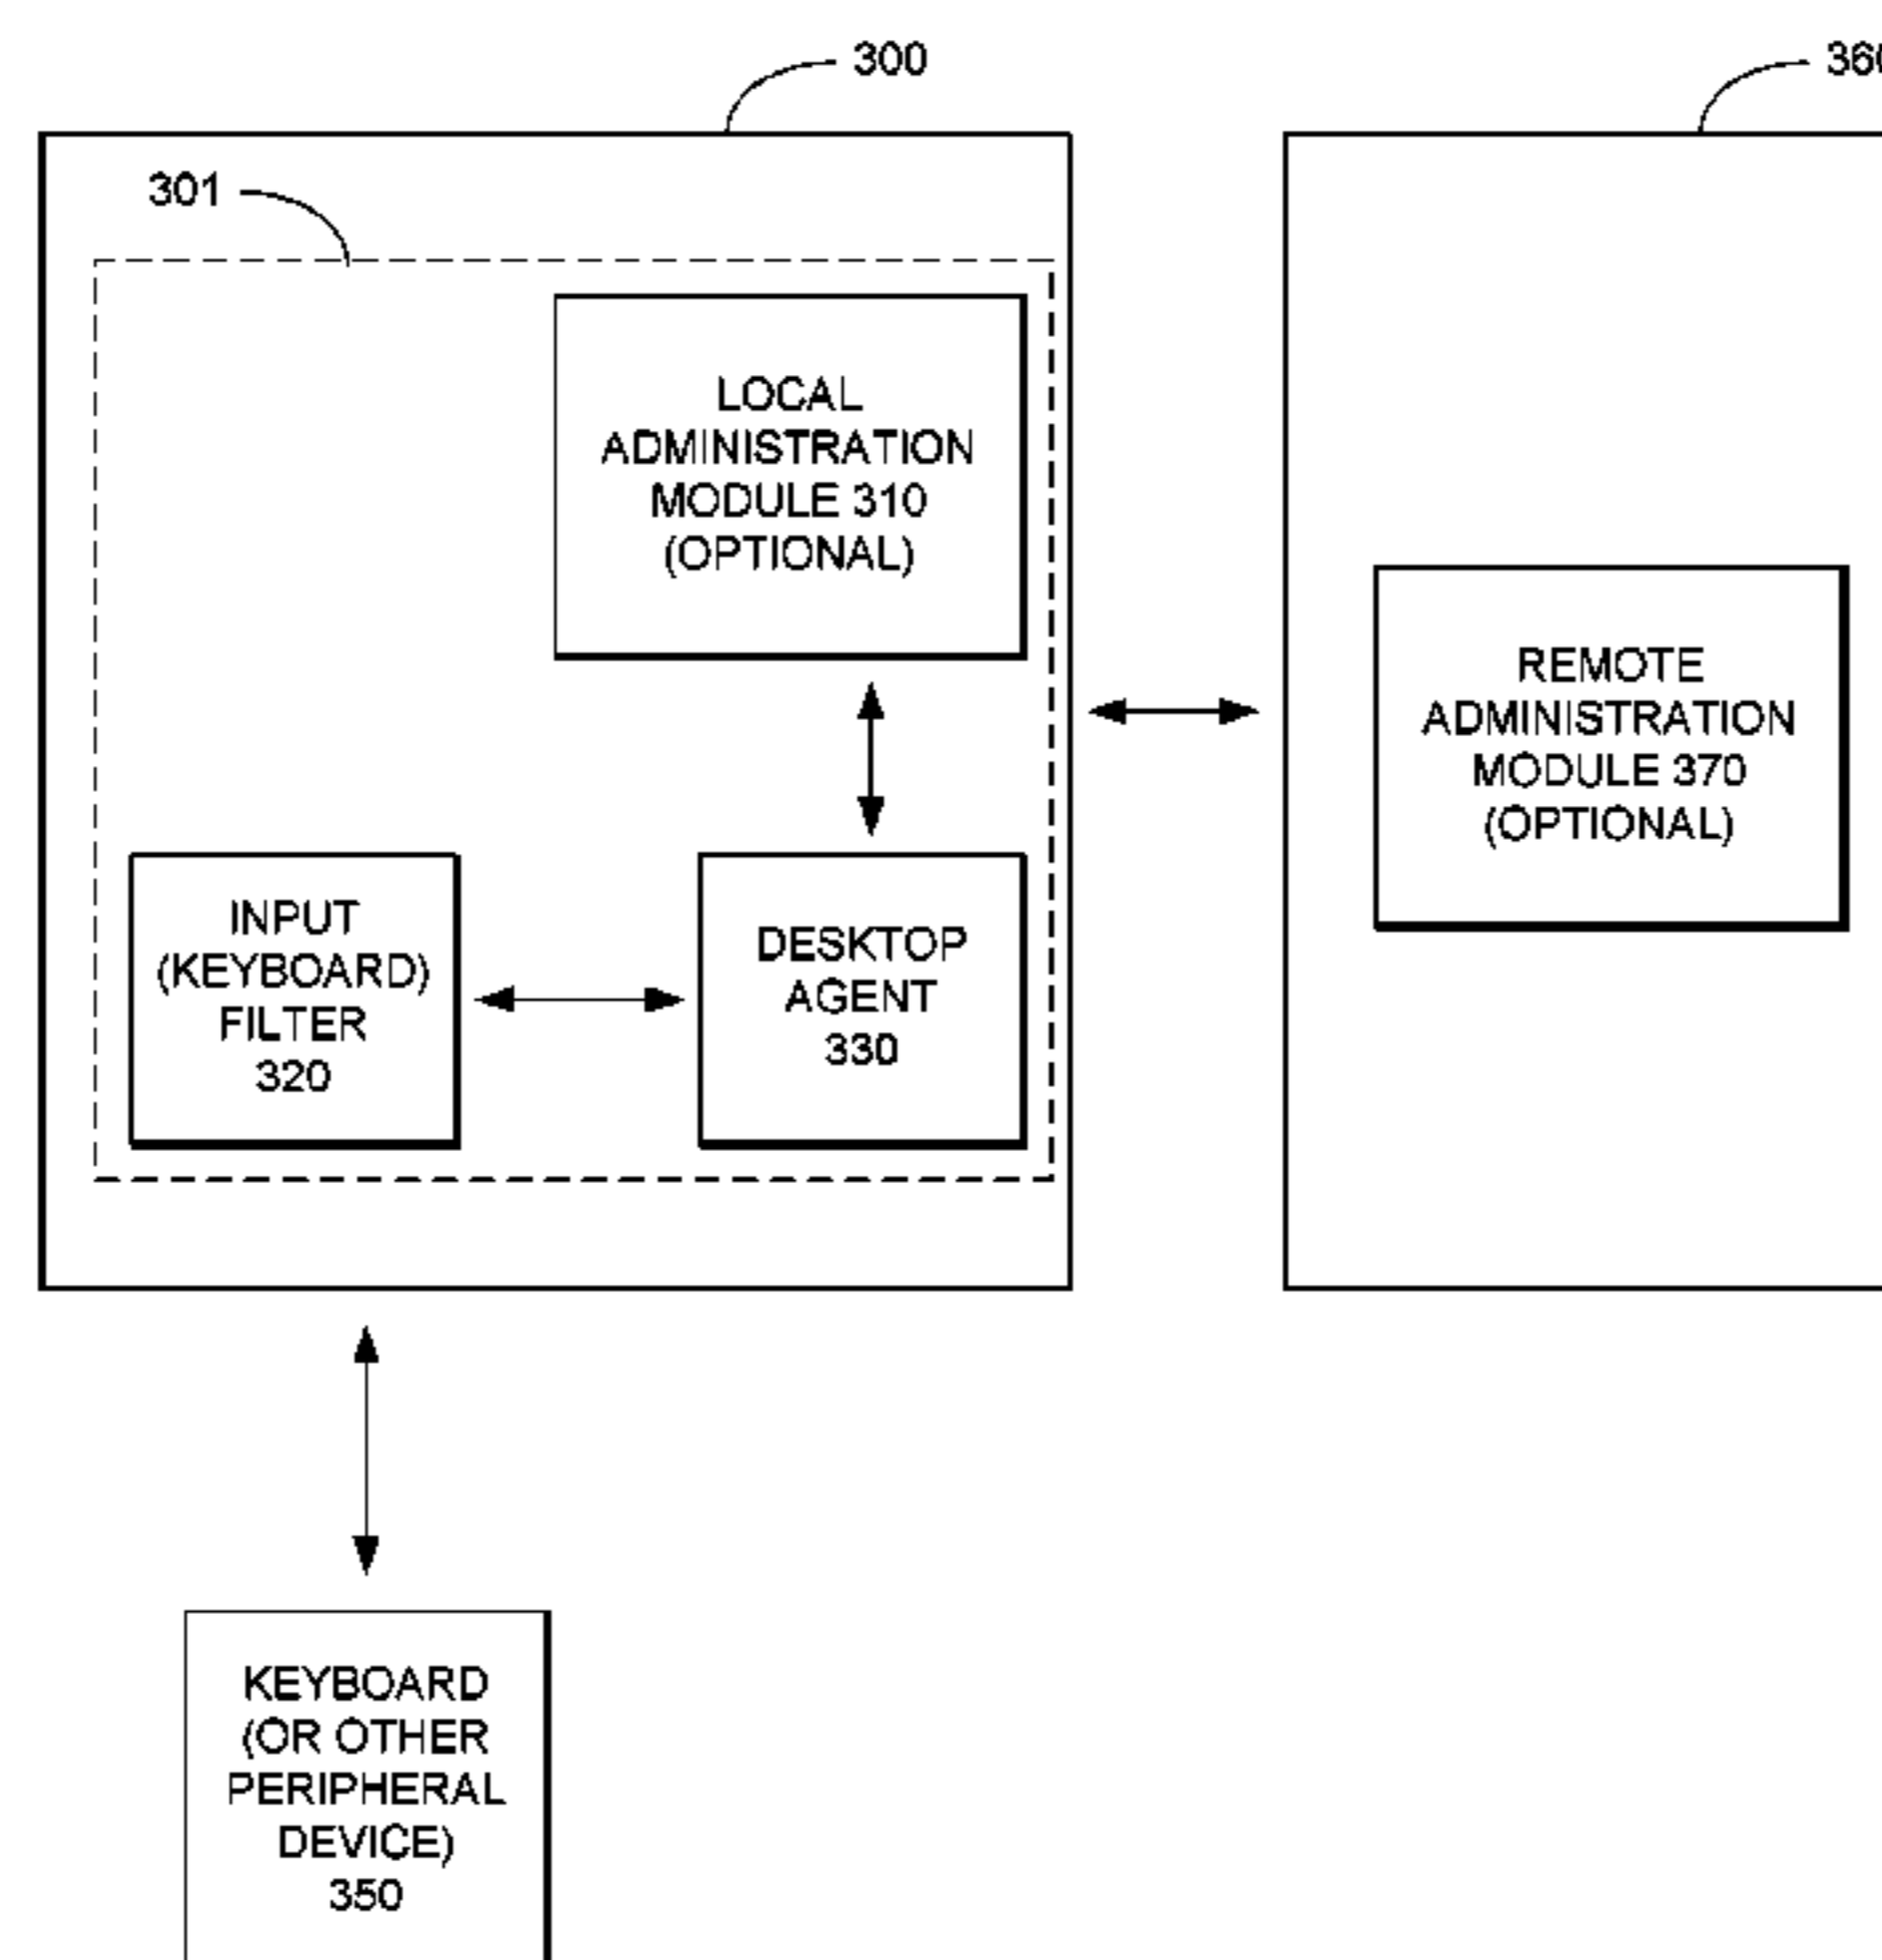 300
360
301
LOCAL
ADMINISTRATION
MODULE 310
(OPTIONAL)
REMOTE
ADMINISTRATION
MODULE 370
(OPTIONAL)
INPUT
(KEYBOARD)
FILTER
320
DESKTOP
AGENT
330
KEYBOARD
(OR OTHER
PERIPHERAL
DEVICE)
350